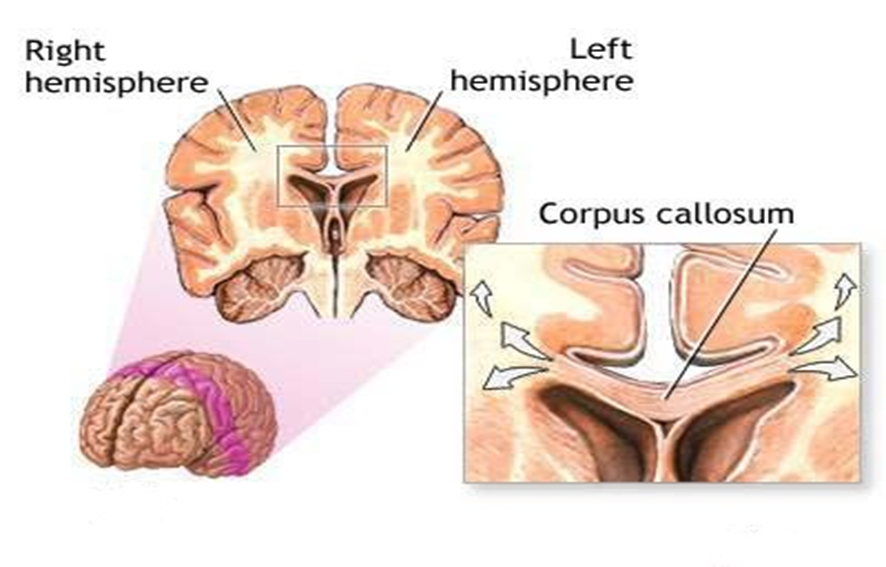 Right
hemisphere
Left
hemisphere
Corpus callosum